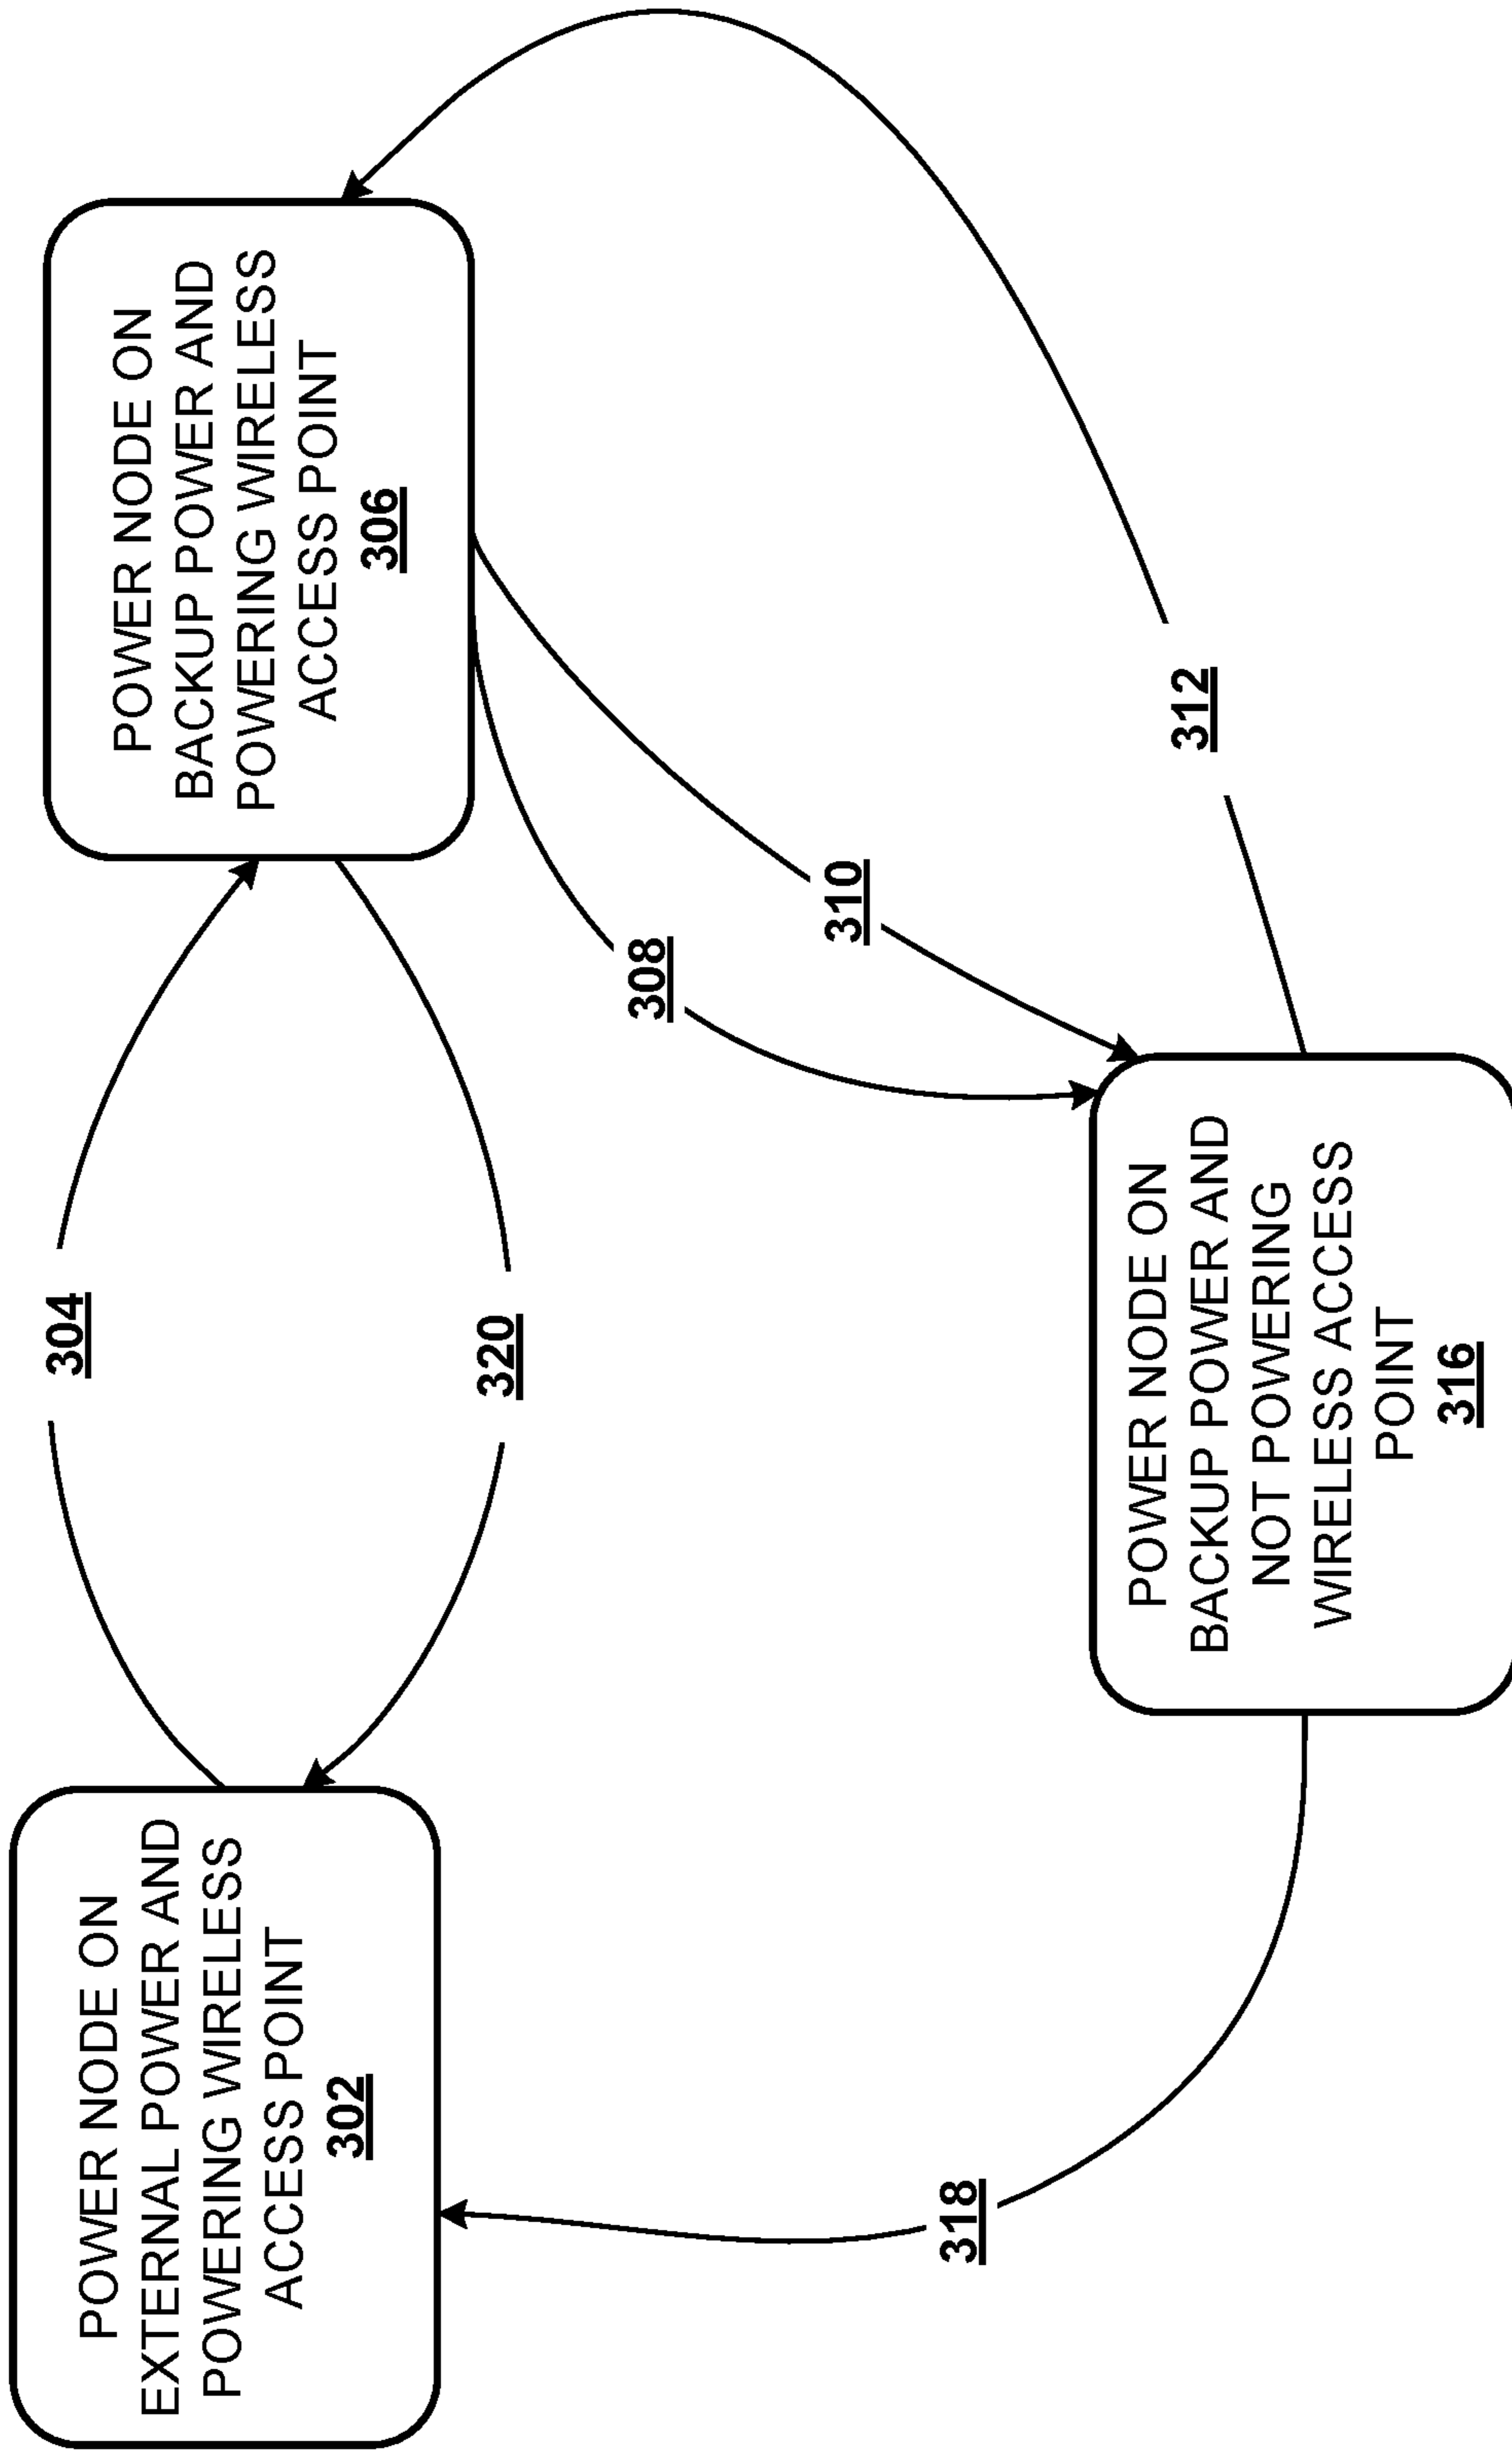 POWER NODE ON
EXTERNAL POWER AND
POWERING WIRELESS
ACCESS POINT
302
304
320
POWER NODE ON
BACKUP POWER AND
POWERING WIRELESS
ACCESS POINT
306
308
310
312
318
POWER NODE ON
BACKUP POWER AND
NOT POWERING
WIRELESS ACCESS
POINT
316